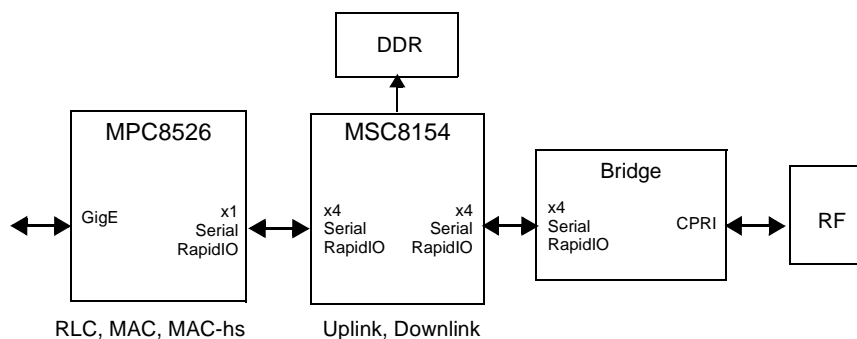 DDR
MPC8526
GigE
x1
Serial
RapidIO
RLC, MAC, MAC-hs
MSC8154
x4
Serial
RapidIO
x4
Serial
RapidIO
Uplink, Downlink
Bridge
x4
Serial
RapidIO
CPRI
RF